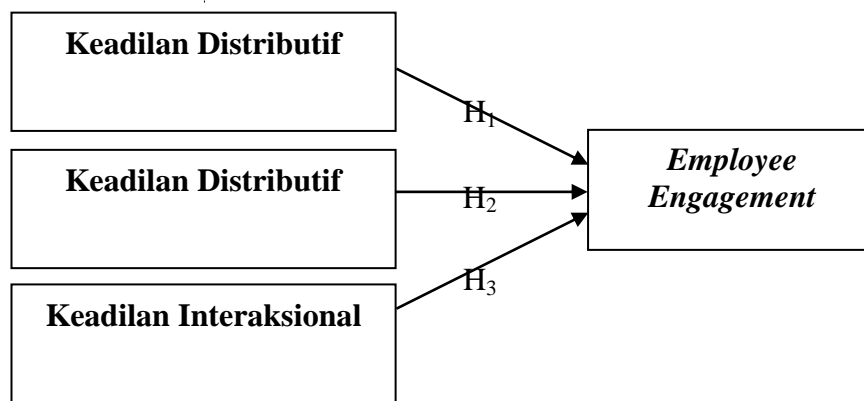 Keadilan Distributif
H₁
Keadilan Distributif
H₂
Employee
Engagement
H₃
Keadilan Interaksional